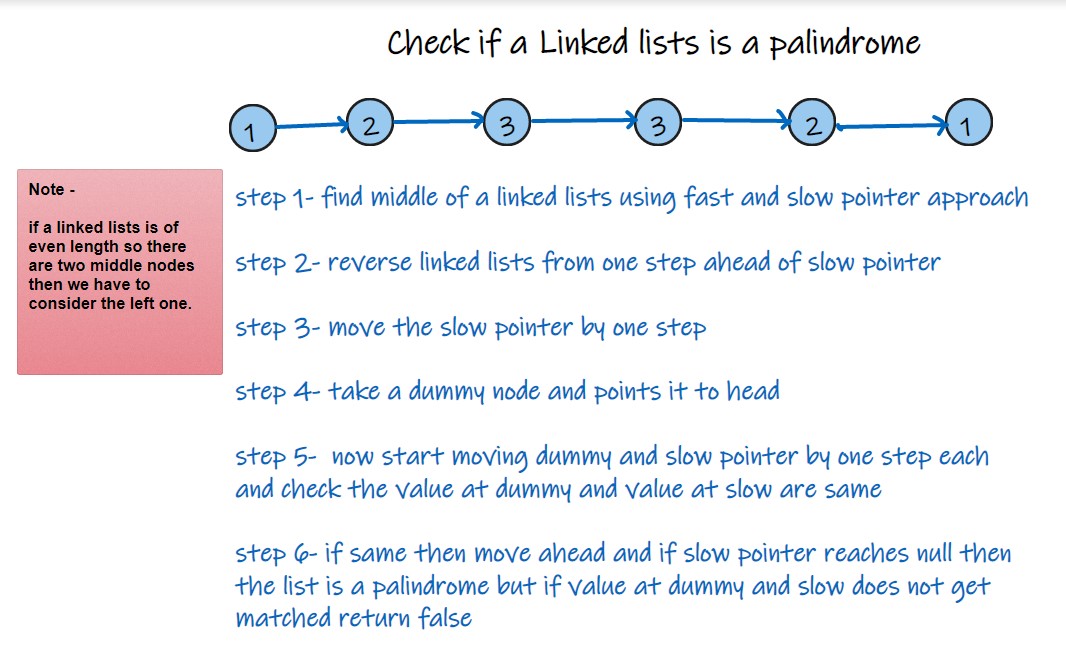 Check if a Linked lists is a palindrome
1 2 3 3 2 1
Note -
if a linked lists is of
even length so there
are two middle nodes
then we have to
consider the left one.
step 1- find middle of a linked lists using fast and slow pointer approach
step 2- reverse linked lists from one step ahead of slow pointer
step 3- move the slow pointer by one step
step 4- take a dummy node and points it to head
step 5- now start moving dummy and slow pointer by one step each
and check the value at dummy and value at slow are same
step 6- if same then move ahead and if slow pointer reaches null then
the list is a palindrome but if value at dummy and slow does not get
matched return false